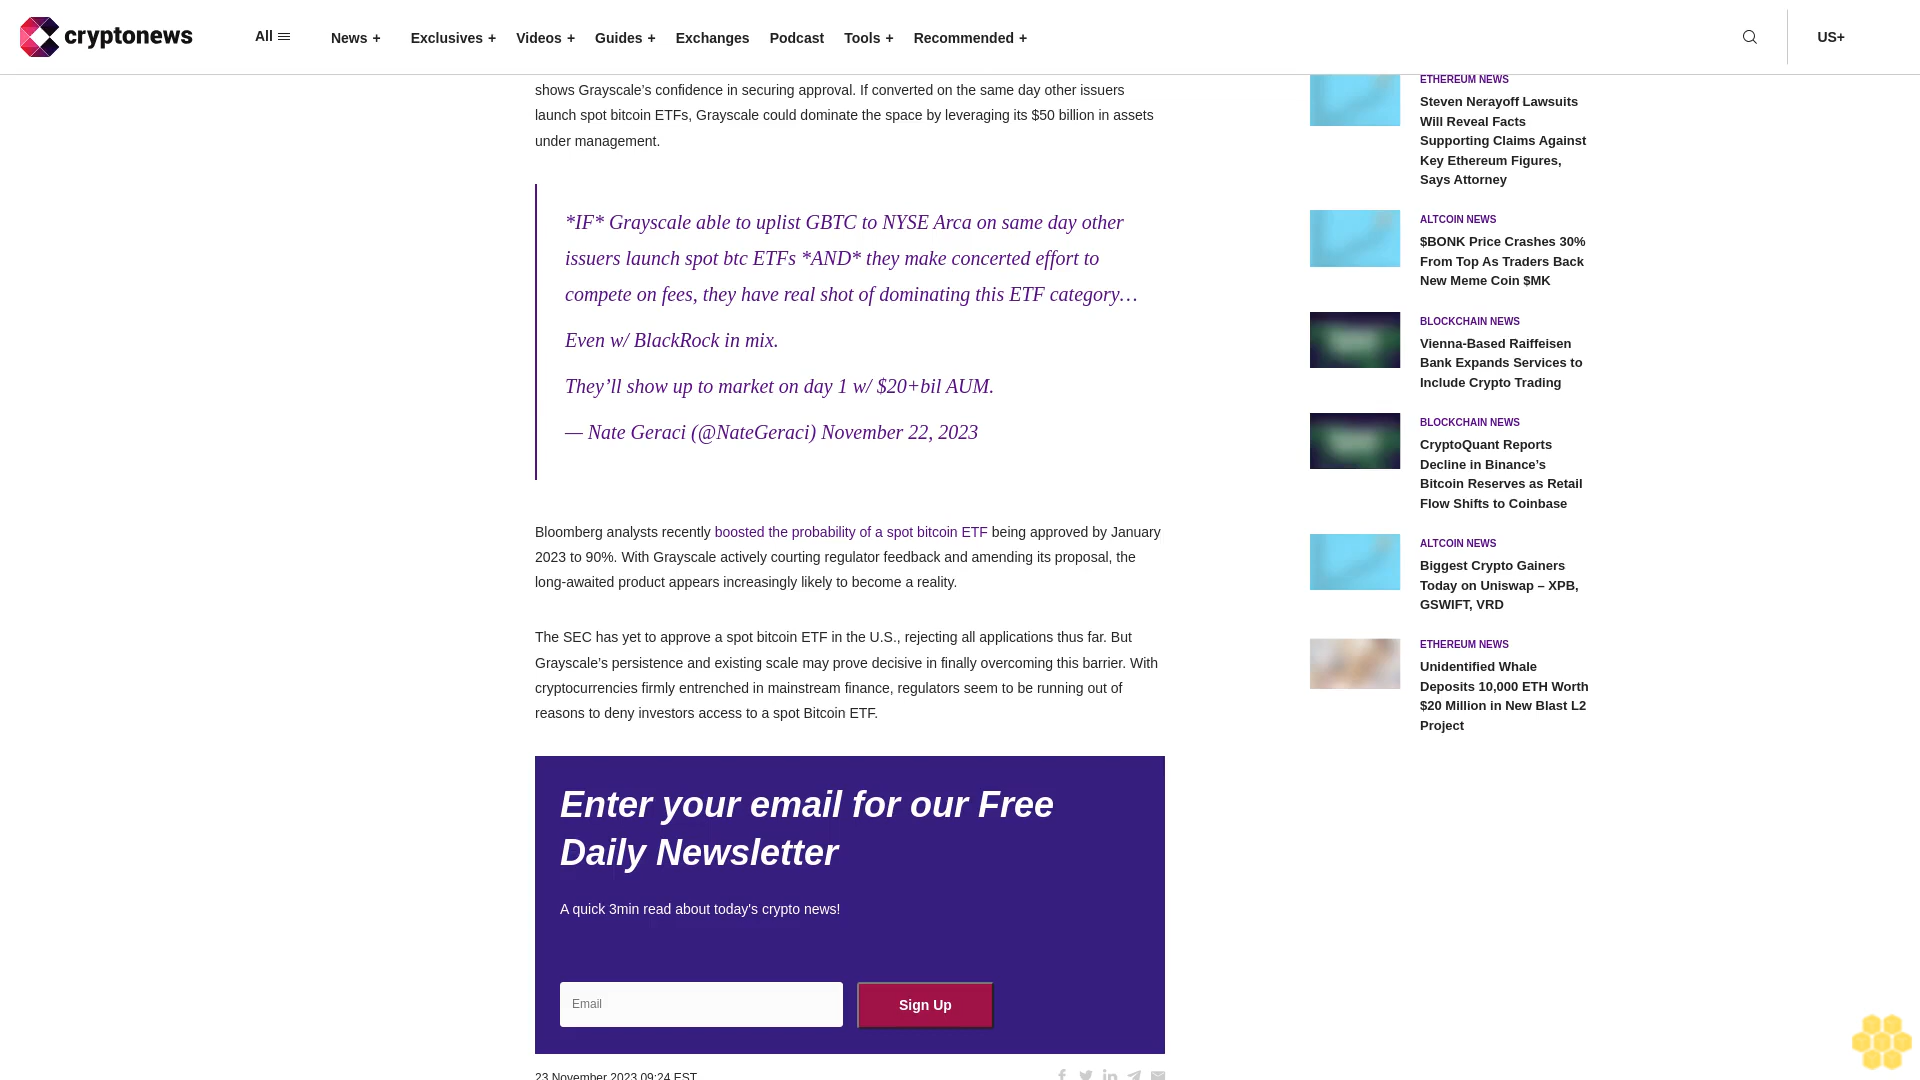 cryptonews
All
News +
Exclusives +
Videos +
Guides +
Exchanges
Podcast
Tools +
Recommended +
US+
shows Grayscale’s confidence in securing approval. If converted on the same day other issuers
launch spot bitcoin ETFs, Grayscale could dominate the space by leveraging its $50 billion in assets
under management.
*IF* Grayscale able to uplist GBTC to NYSE Arca on same day other
issuers launch spot btc ETFs *AND* they make concerted effort to
compete on fees, they have real shot of dominating this ETF category…
Even w/ BlackRock in mix.
They’ll show up to market on day 1 w/ $20+bil AUM.
— Nate Geraci (@NateGeraci) November 22, 2023
Bloomberg analysts recently boosted the probability of a spot bitcoin ETF being approved by January
2023 to 90%. With Grayscale actively courting regulator feedback and amending its proposal, the
long-awaited product appears increasingly likely to become a reality.
The SEC has yet to approve a spot bitcoin ETF in the U.S., rejecting all applications thus far. But
Grayscale’s persistence and existing scale may prove decisive in finally overcoming this barrier. With
cryptocurrencies firmly entrenched in mainstream finance, regulators seem to be running out of
reasons to deny investors access to a spot Bitcoin ETF.
Enter your email for our Free
Daily Newsletter
A quick 3min read about today's crypto news!
Email
Sign Up
23 November 2023 09:24 EST
ETHEREUM NEWS
Steven Nerayoff Lawsuits
Will Reveal Facts
Supporting Claims Against
Key Ethereum Figures,
Says Attorney
ALTCOIN NEWS
$BONK Price Crashes 30%
From Top As Traders Back
New Meme Coin $MK
BLOCKCHAIN NEWS
Vienna-Based Raiffeisen
Bank Expands Services to
Include Crypto Trading
BLOCKCHAIN NEWS
CryptoQuant Reports
Decline in Binance’s
Bitcoin Reserves as Retail
Flow Shifts to Coinbase
ALTCOIN NEWS
Biggest Crypto Gainers
Today on Uniswap – XPB,
GSWIFT, VRD
ETHEREUM NEWS
Unidentified Whale
Deposits 10,000 ETH Worth
$20 Million in New Blast L2
Project